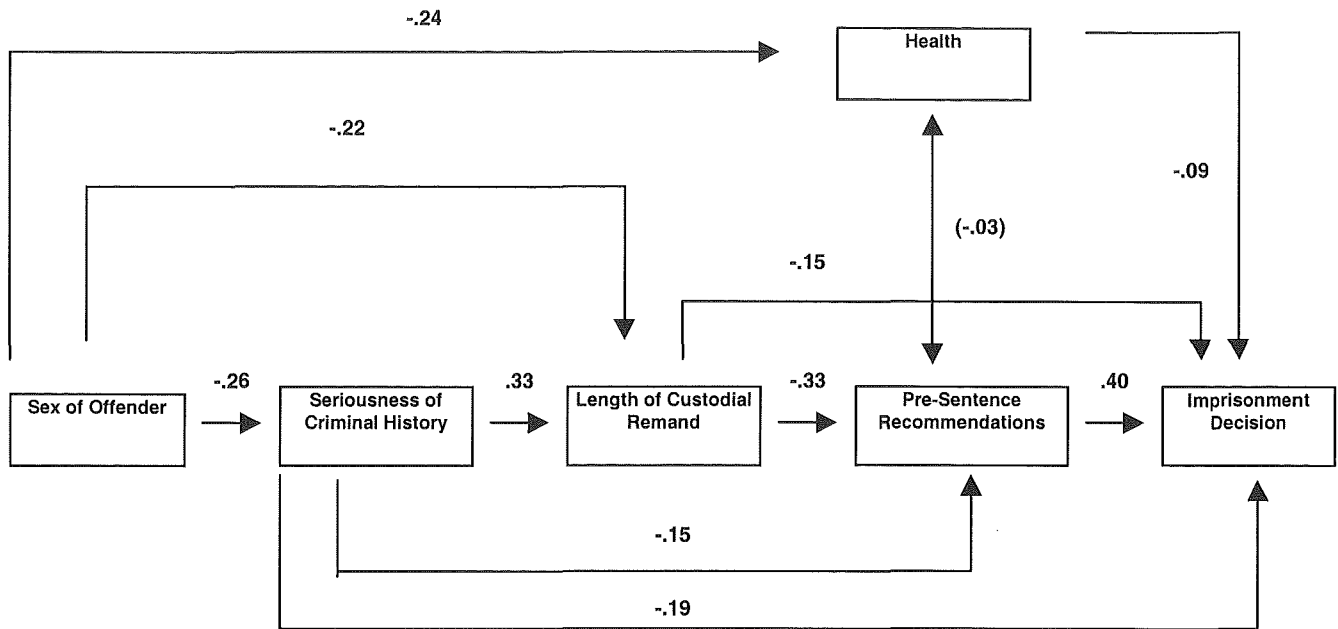 -.24
Health
-.22
-.09
(-.03)
-.15
Sex of Offender
-.26
Seriousness of
Criminal History
.33
Length of Custodial
Remand
-.33
Pre-Sentence
Recommendations
.40
Imprisonment
Decision
-.15
-.19